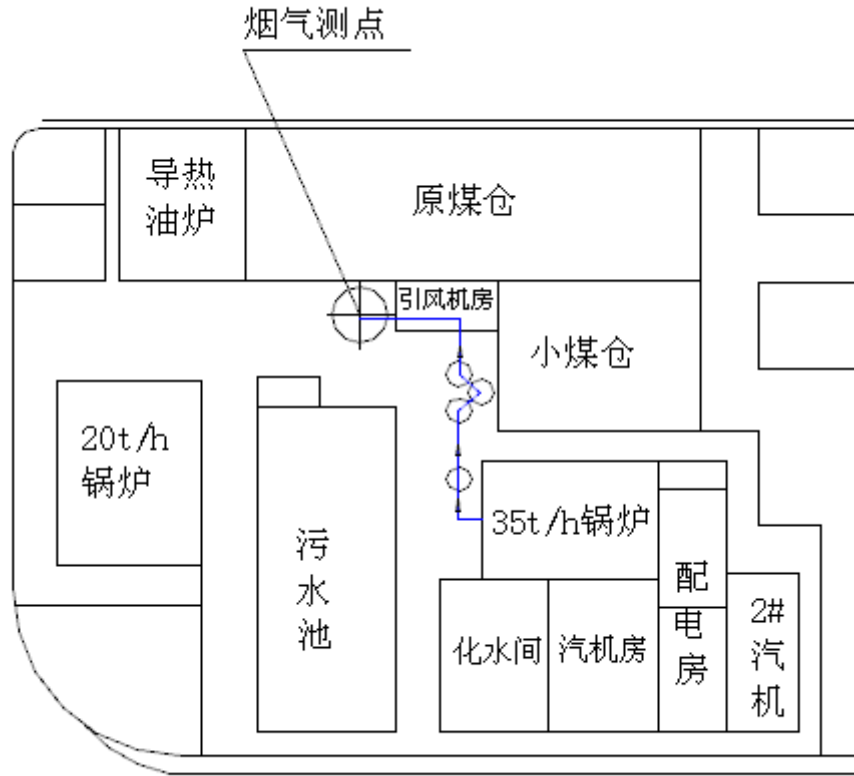 烟气测点
导热
油炉
原煤仓
引风机房
小煤仓
20t/h
锅炉
35t/h锅炉
污
水
池
配
电
房
2#
汽
机
化水间
汽机房